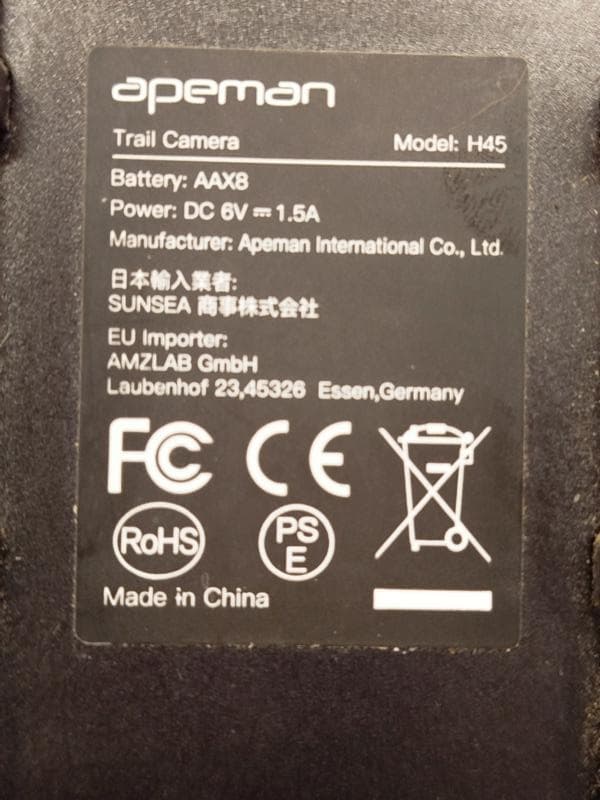 apeman
Trail Camera Model: H45
Battery: AAX8
Power: DC 6V ⎓ 1.5A
Manufacturer: Apeman International Co., Ltd.
日本輸入業者:
SUNSEA 商事株式会社
EU Importer:
AMZLAB GmbH
Laubenhof 23,45326 Essen,Germany
FC CE
RoHS PS
E
Made in China